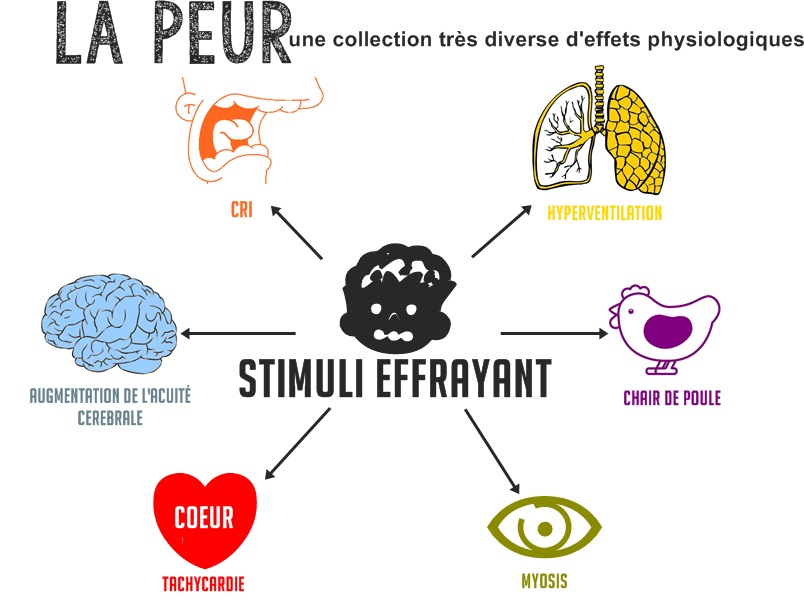 LA PEUR une collection très diverse d'effets physiologiques
CRI
HYPERVENTILATION
STIMULI EFFRAYANT
AUGMENTATION DE L'ACUITÉ
CEREBRALE
CHAIR DE POULE
COEUR
TACHYCARDIE
MYOSIS